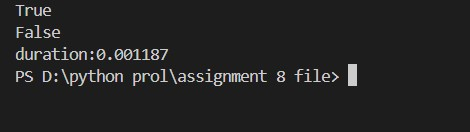 True
False
duration:0.001187
PS D:\python prol\assignment 8 file>